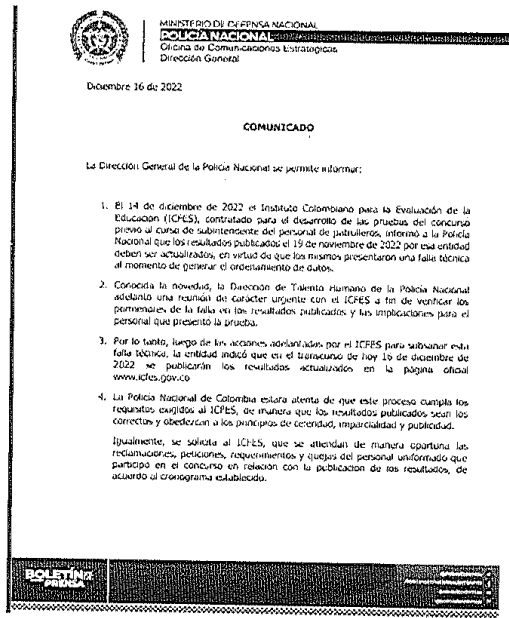 MINISTERIO DE DEFENSA NACIONAL
POLICÍA NACIONAL
Oficina de Comunicaciones Estratégicas
Dirección General
Diciembre 16 de 2022
COMUNICADO
La Dirección General de la Policía Nacional se permite informar:
1. El 14 de diciembre de 2022 el Instituto Colombiano para la Evaluación de la
Educación (ICFES), contratado para el desarrollo de las pruebas del concurso
previo al curso de subintendente del personal de patrulleros, informó a la Policía
Nacional que los resultados publicados el 19 de noviembre de 2022 por esa entidad
deben ser actualizados, en virtud de que los mismos presentaron una falla técnica
al momento de generar el ordenamiento de datos.
2. Conocida la novedad, la Dirección de Talento Humano de la Policía Nacional
adelantó una reunión de carácter urgente con el ICFES a fin de verificar los
pormenores de la falla en los resultados publicados y las implicaciones para el
personal que presentó la prueba.
3. Por lo tanto, luego de las acciones adelantadas por el ICFES para subsanar esta
falla técnica, la entidad indicó que en el transcurso de hoy 16 de diciembre de
2022 se publicarán los resultados actualizados en la página oficial
www.icfes.gov.co
4. La Policía Nacional de Colombia estará atenta de que este proceso cumpla los
requisitos exigidos al ICFES, de manera que los resultados publicados sean los
correctos y obedezcan a los principios de celeridad, imparcialidad y publicidad.
Igualmente, se solicita al ICFES, que se atiendan de manera oportuna las
reclamaciones, peticiones, requerimientos y quejas del personal uniformado que
participó en el concurso en relación con la publicación de los resultados, de
acuerdo al cronograma establecido.
BOLETÍN DE
PRENSA